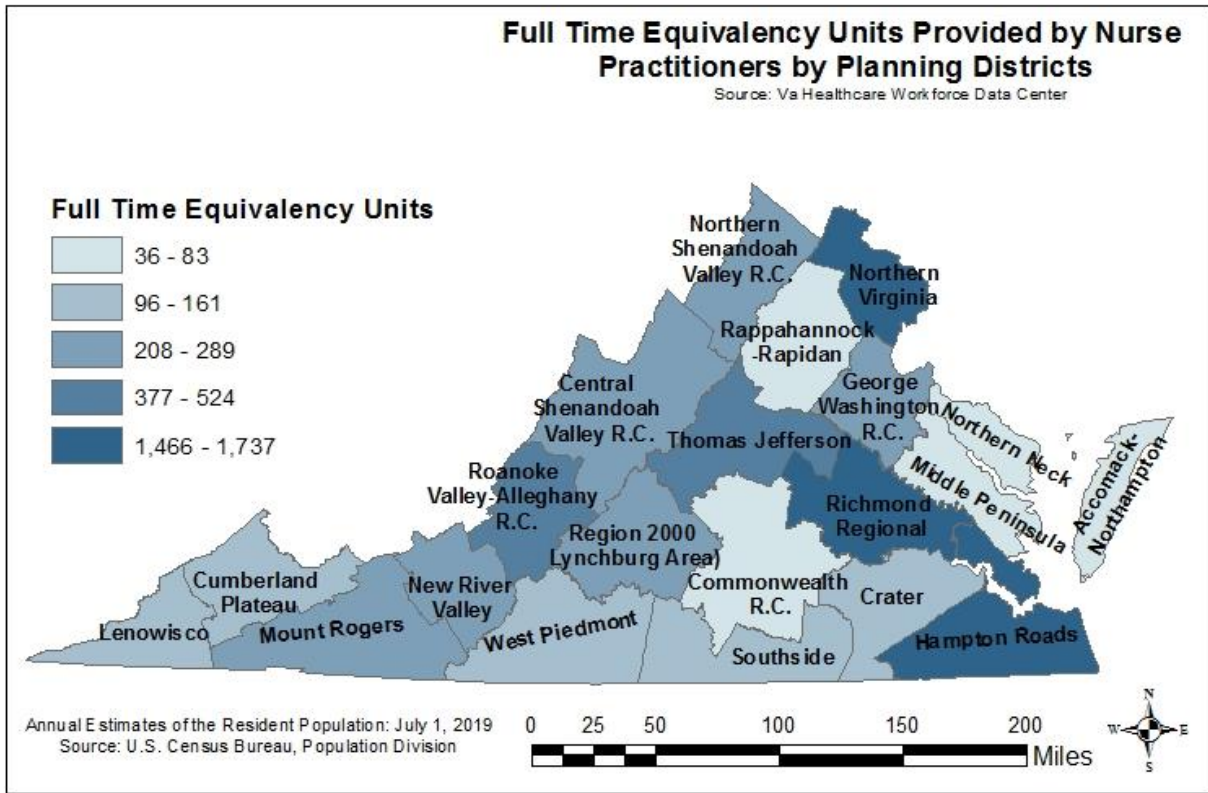 Full Time Equivalency Units Provided by Nurse
Practitioners by Planning Districts
Source: Va Healthcare Workforce Data Center
Full Time Equivalency Units
36 - 83
96 - 161
208 - 289
377 - 524
1,466 - 1,737
Northern
Shenandoah
Valley R.C.
Northern
Virginia
Rappahannock
-Rapidan
Central
Shenandoah
Valley R.C.
George
Washington
R.C.
Northern Neck
Thomas Jefferson
Middle Peninsula
Accomack-
Northampton
Roanoke
Valley-Alleghany
R.C.
Richmond
Regional
Region 2000
Lynchburg Area)
Commonwealth
R.C.
Cumberland
Plateau
New River
Valley
Crater
Lenowisco
Mount Rogers
West Piedmont
Southside
Hampton Roads
Annual Estimates of the Resident Population: July 1, 2019
Source: U.S. Census Bureau, Population Division
0 25 50 100 150 200
Miles
N
W E
S